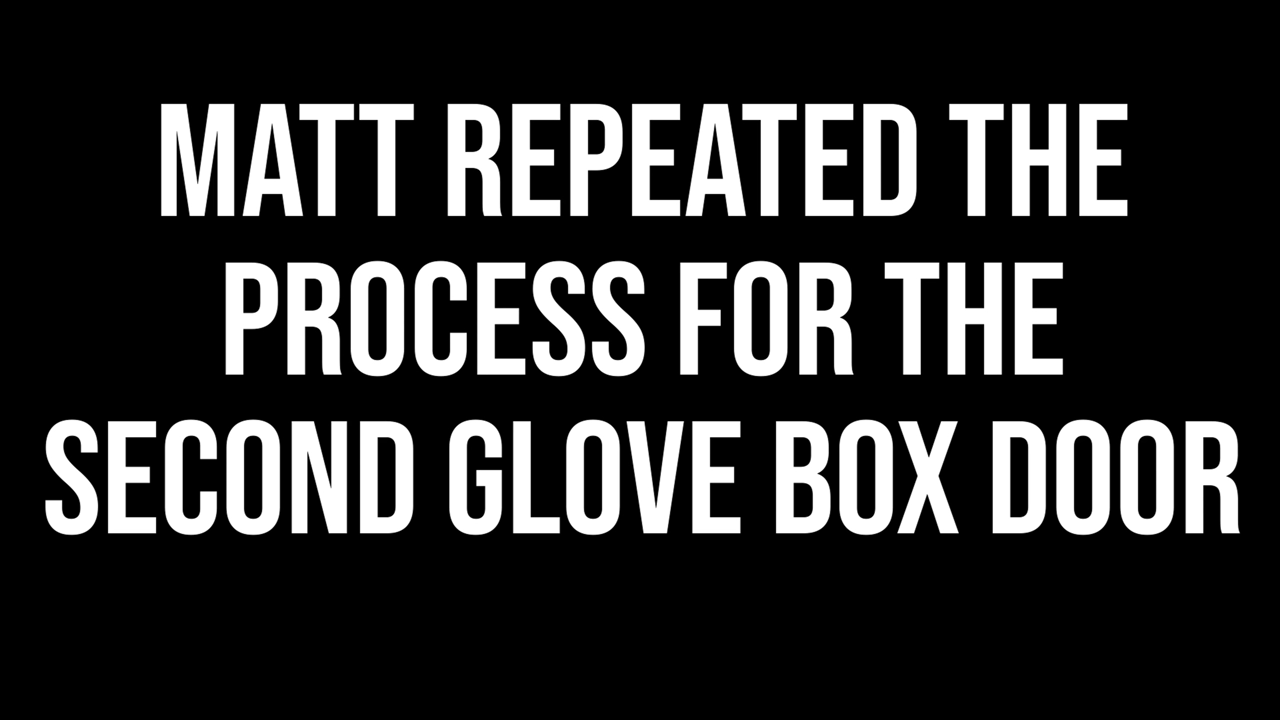 MATT REPEATED THE
PROCESS FOR THE
SECOND GLOVE BOX DOOR